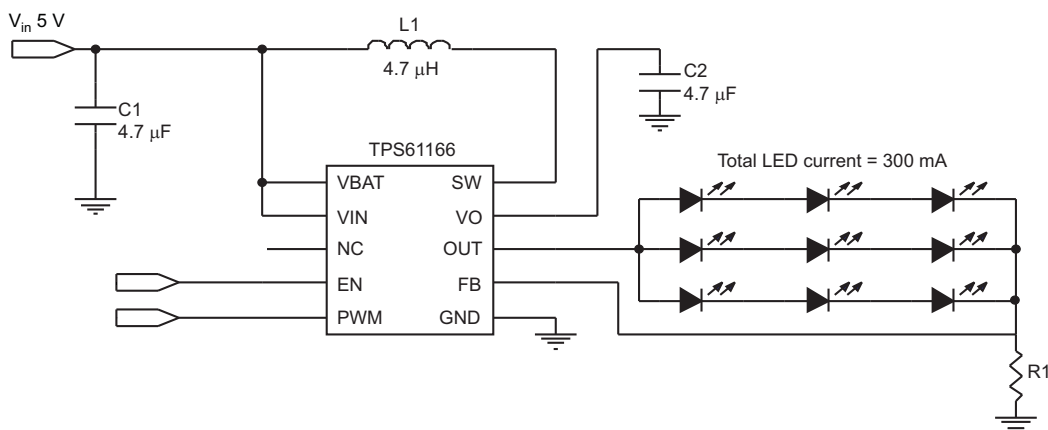 Vin 5 V
L1
4.7 μH
C1
4.7 μF
C2
4.7 μF
TPS61166
VBAT
VIN
NC
EN
PWM
SW
VO
OUT
FB
GND
Total LED current = 300 mA
R1